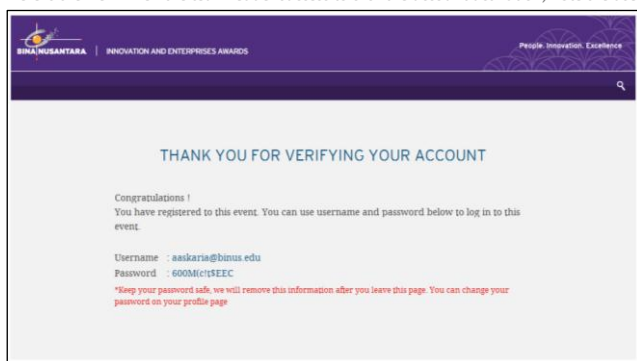 BINA NUSANTARA | INNOVATION AND ENTERPRISES AWARDS
People. Innovation. Excellence
THANK YOU FOR VERIFYING YOUR ACCOUNT
Congratulations !
You have registered to this event. You can use username and password below to log in to this
event.
Username : aaskaria@binus.edu
Password : 600M(c!t$EEC
*Keep your password safe, we will remove this information after you leave this page. You can change your
password on your profile page